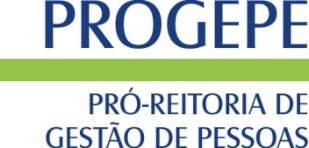 PROGEPE
PRÓ-REITORIA DE
GESTÃO DE PESSOAS